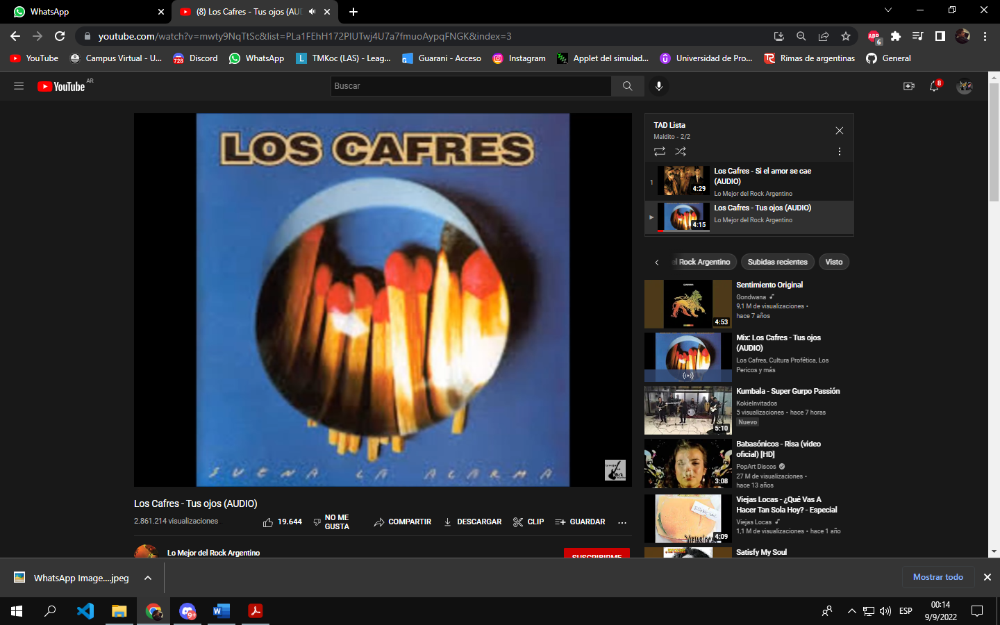 WhatsApp
(8) Los Cafres - Tus ojos (AUD
youtube.com/watch?v=mwty9NqTtSc&list=PLa1FEhH172PlUTwj4U7a7fmuoAypqFNGK&index=3
ABP
6
YouTube
Campus Virtual - U...
728
Discord
WhatsApp
L
TMKoc (LAS) - Leag...
Guarani - Acceso
Instagram
Applet del simulad...
Universidad de Pro...
Rimas de argentinas
General
YouTube AR
Buscar
8
LOS CAFRES
SUENA LA ALARMA
TAD Lista
Maldito - 2/2
1
4:29
Los Cafres - Si el amor se cae
(AUDIO)
Lo Mejor del Rock Argentino
4:15
Los Cafres - Tus ojos (AUDIO)
Lo Mejor del Rock Argentino
el Rock Argentino
Subidas recientes
Visto
4:53
Sentimiento Original
Gondwana
9,1 M de visualizaciones •
hace 7 años
Mix: Los Cafres - Tus ojos
(AUDIO)
Los Cafres, Cultura Profética, Los
Pericos y más
5:10
Kumbala - Super Gurpo Passión
KokieInvitados
5 visualizaciones • hace 7 horas
Nuevo
3:08
Babasónicos - Risa (video
oficial) [HD]
PopArt Discos
27 M de visualizaciones •
hace 13 años
VIEJAS LOCAS
4:09
Viejas Locas - ¿Qué Vas A
Hacer Tan Sola Hoy? - Especial
Viejas Locas
1,1 M de visualizaciones • hace 1 año
Satisfy My Soul
Los Cafres - Tus ojos (AUDIO)
2.861.214 visualizaciones
19.644
NO ME
GUSTA
COMPARTIR
DESCARGAR
CLIP
GUARDAR
Lo Mejor del Rock Argentino
SUSCRIBIRME
WhatsApp Image....jpeg
Mostrar todo
9+
ESP
00:14
9/9/2022